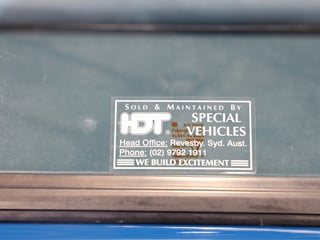 SOLD & MAINTAINED BY
HDT SPECIAL
VEHICLES
Head Office: Revesby. Syd. Aust.
Phone: (02) 9792 1911
WE BUILD EXCITEMENT